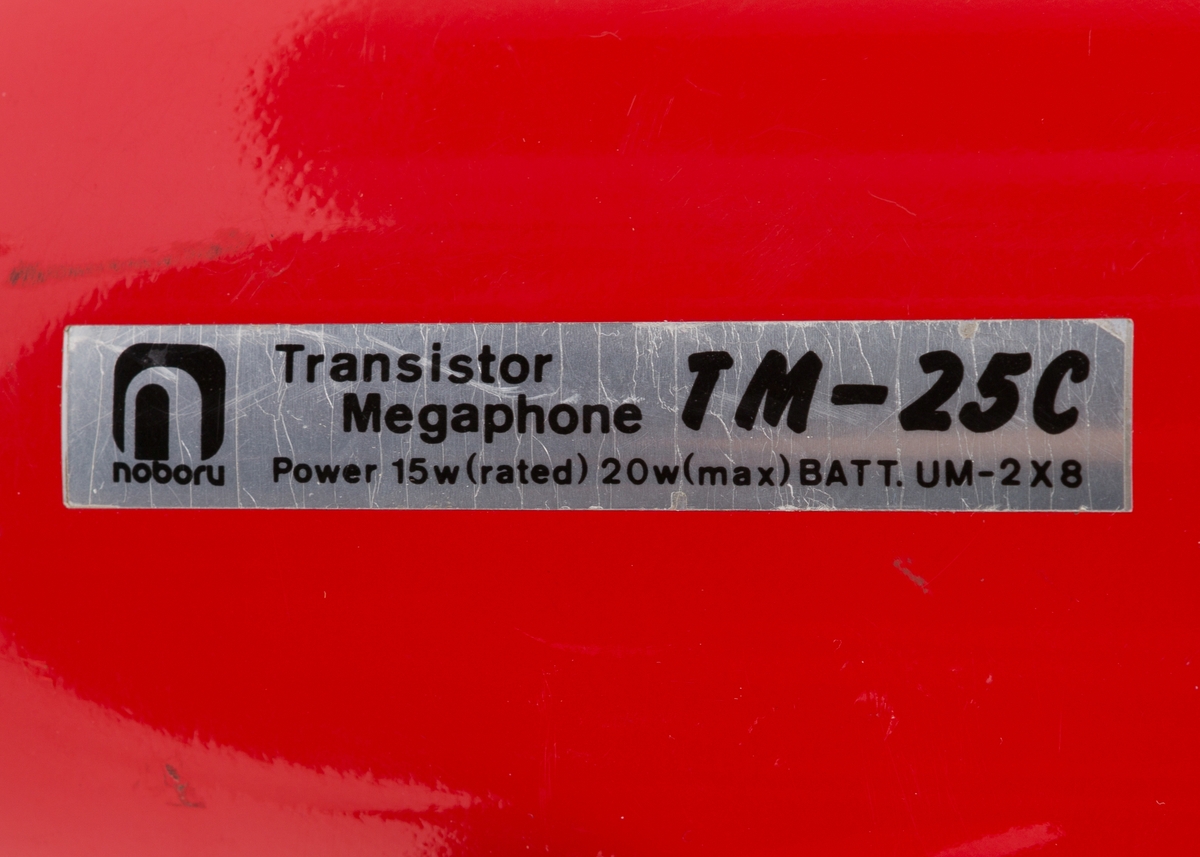 noboru
Transistor
Megaphone
TM-25C
Power 15w(rated) 20w(max) BATT. UM-2X8